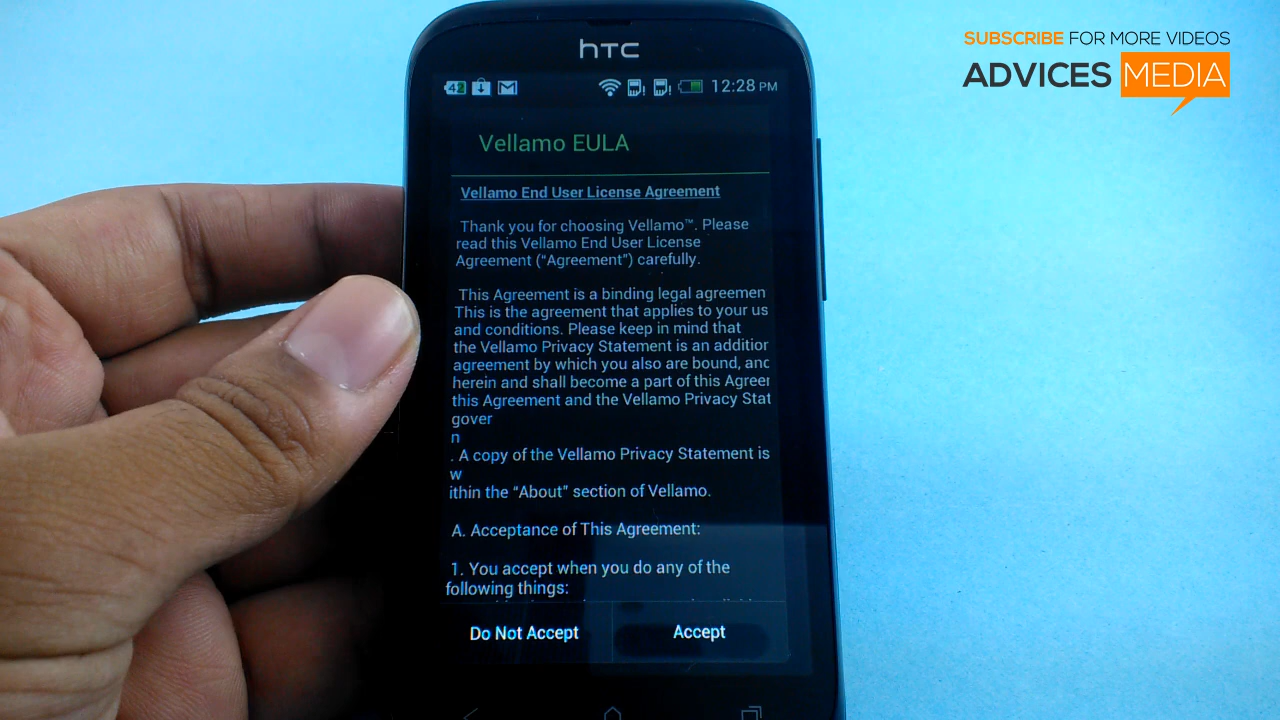 SUBSCRIBE FOR MORE VIDEOS
ADVICES MEDIA
hTC
42
12:28 PM
Vellamo EULA
Vellamo End User License Agreement
Thank you for choosing Vellamo™. Please
read this Vellamo End User License
Agreement (“Agreement”) carefully.
This Agreement is a binding legal agreemen
This is the agreement that applies to your us
and conditions. Please keep in mind that
the Vellamo Privacy Statement is an addition
agreement by which you also are bound, and
herein and shall become a part of this Agreer
this Agreement and the Vellamo Privacy Stat
gover
n
. A copy of the Vellamo Privacy Statement is
w
ithin the “About” section of Vellamo.
A. Acceptance of This Agreement:
1. You accept when you do any of the
following things:
Do Not Accept
Accept